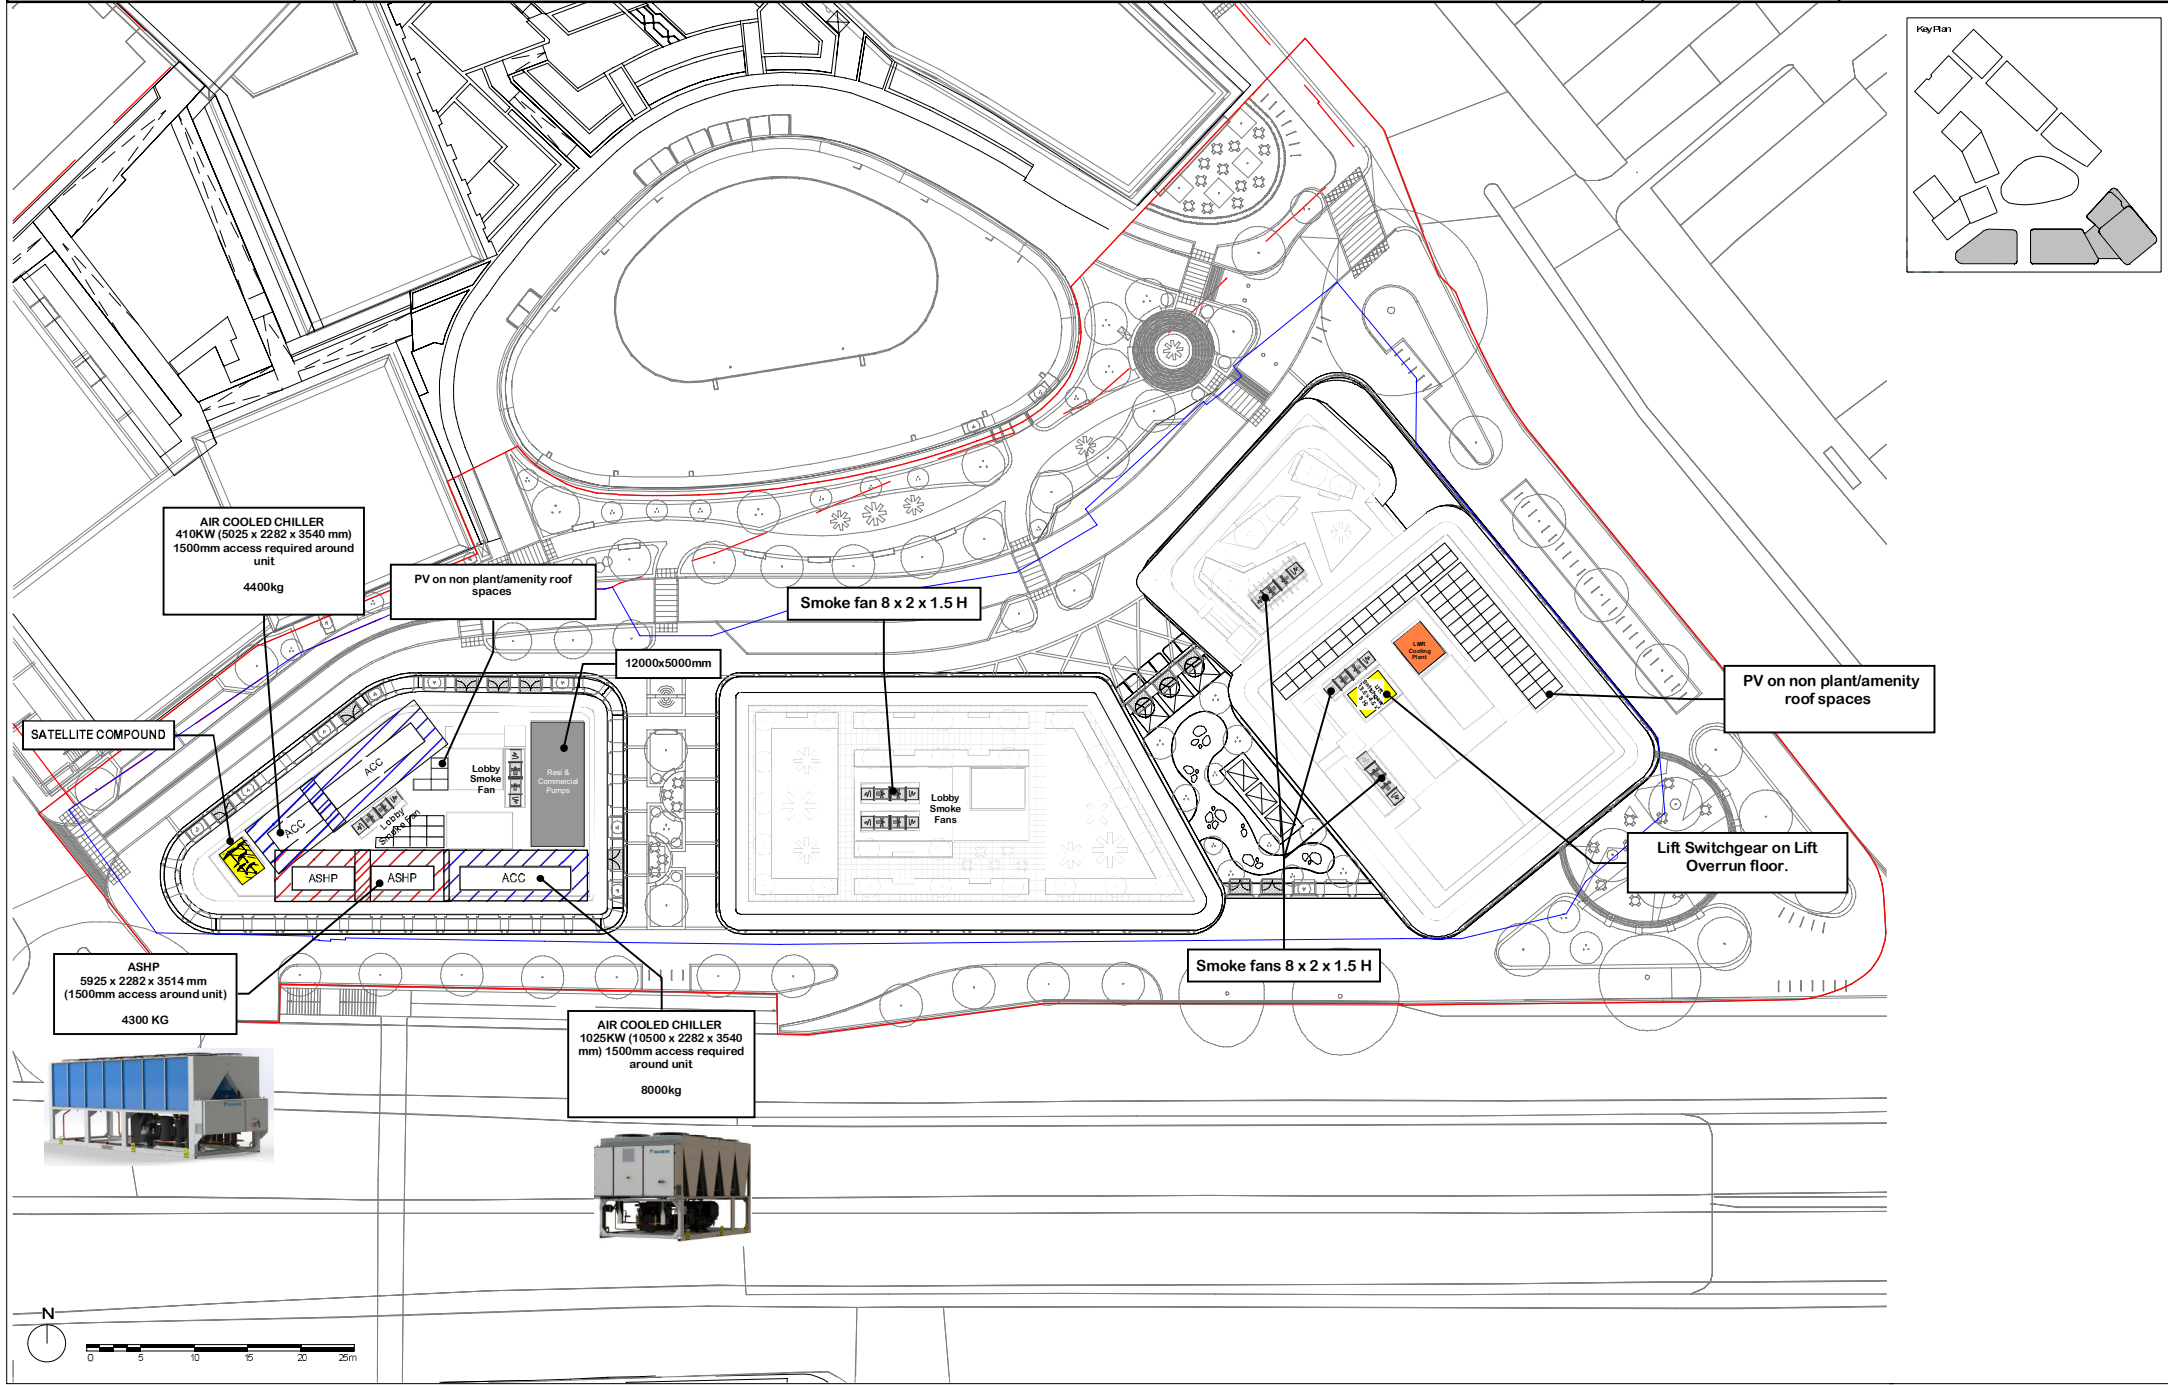 Key Plan
AIR COOLED CHILLER
410KW (5025 x 2282 x 3540 mm)
1500mm access required around
unit
4400kg
PV on non plant/amenity roof
spaces
Smoke fan 8 x 2 x 1.5 H
12000x5000mm
SATELLITE COMPOUND
ACC
ACC
Lobby
Smoke
Fan
Lobby
Smoke Fan
Resi &
Commercial
Pumps
ASHP
ASHP
ACC
Lobby
Smoke
Fans
LMR
Cooling
Plant
PV on non plant/amenity
roof spaces
Lift Switchgear on Lift
Overrun floor.
Smoke fans 8 x 2 x 1.5 H
ASHP
5925 x 2282 x 3514 mm
(1500mm access around unit)
4300 KG
AIR COOLED CHILLER
1025KW (10500 x 2282 x 3540
mm) 1500mm access required
around unit
8000kg
DAIKIN
N
0 5 10 15 20 25m